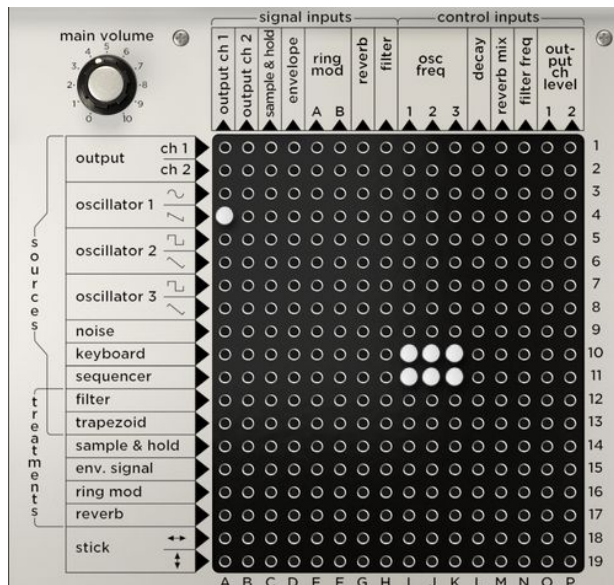 signal inputs
control inputs
main volume
0 1 2 3 4 5 6 7 8 9 10
output ch 1
output ch 2
sample & hold
envelope
ring mod
A B
reverb
filter
osc freq
1 2 3
decay
reverb mix
filter freq
out-put ch level
1 2
sources
treatments
output ch 1
ch 2
oscillator 1
oscillator 2
oscillator 3
noise
keyboard
sequencer
filter
trapezoid
sample & hold
env. signal
ring mod
reverb
stick
1
2
3
4
5
6
7
8
9
10
11
12
13
14
15
16
17
18
19
A B C D E F G H I J K L M N O P